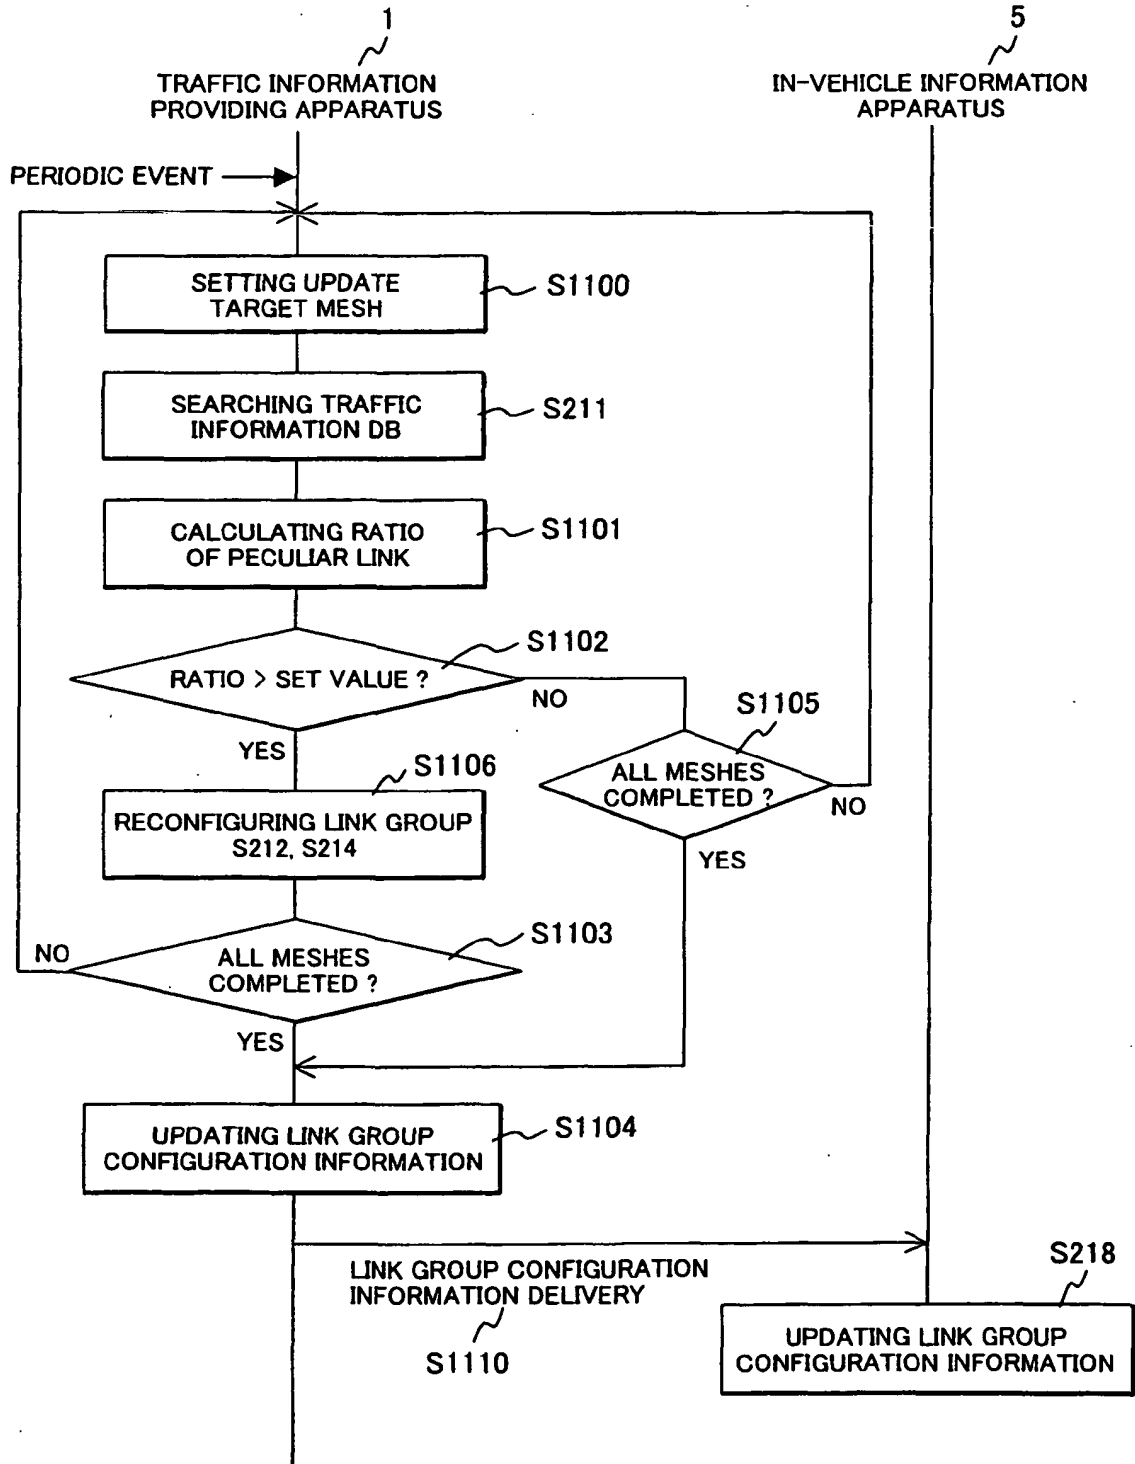 1
5
TRAFFIC INFORMATION
PROVIDING APPARATUS
IN-VEHICLE INFORMATION
APPARATUS
PERIODIC EVENT
SETTING UPDATE
TARGET MESH
S1100
SEARCHING TRAFFIC
INFORMATION DB
S211
CALCULATING RATIO
OF PECULIAR LINK
S1101
S1102
RATIO > SET VALUE ?
NO
YES
S1105
ALL MESHES
COMPLETED ?
NO
YES
S1106
RECONFIGURING LINK GROUP
S212, S214
S1103
ALL MESHES
COMPLETED ?
NO
YES
UPDATING LINK GROUP
CONFIGURATION INFORMATION
S1104
LINK GROUP CONFIGURATION
INFORMATION DELIVERY
S1110
S218
UPDATING LINK GROUP
CONFIGURATION INFORMATION